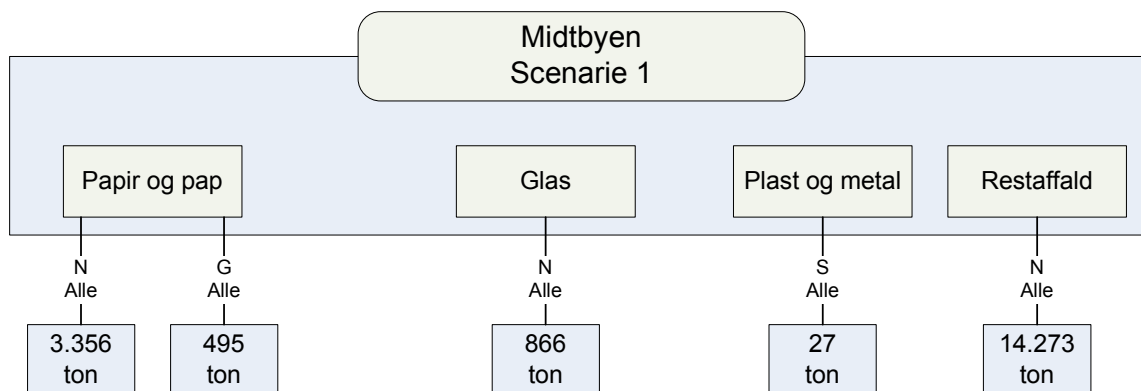 Midtbyen
Scenarie 1
Papir og pap
Glas
Plast og metal
Restaffald
N
Alle
G
Alle
N
Alle
S
Alle
N
Alle
3.356
ton
495
ton
866
ton
27
ton
14.273
ton